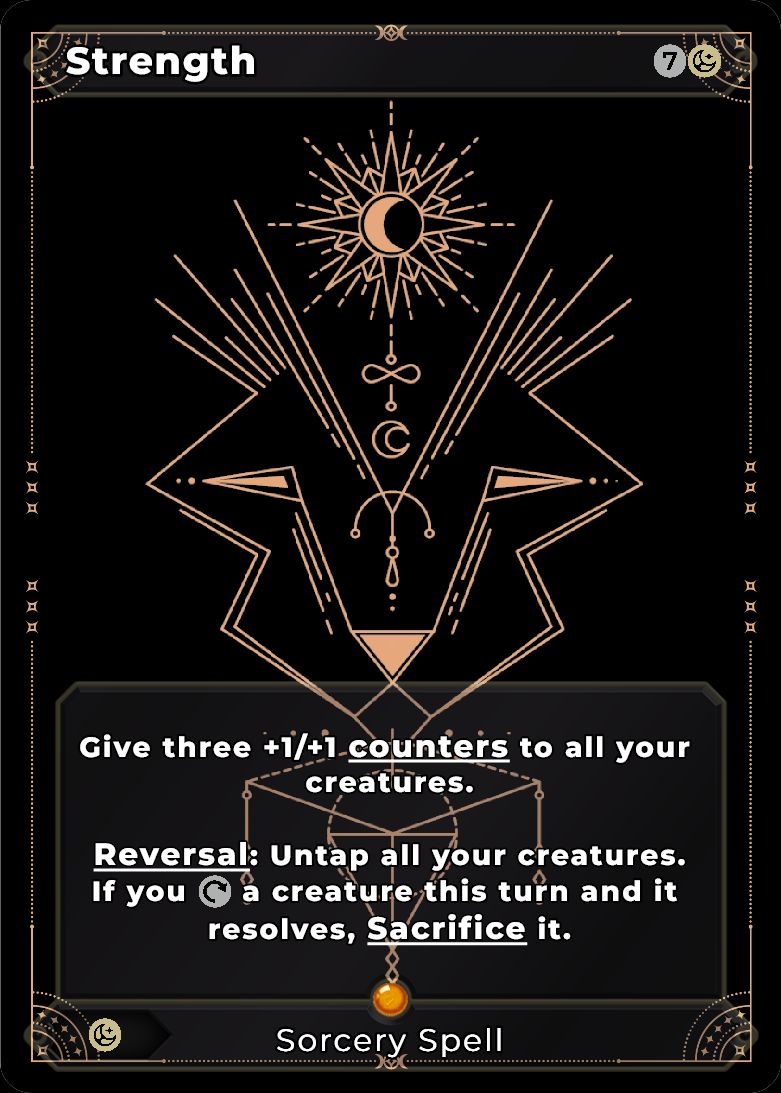 Strength
7
Give three +1/+1 counters to all your
creatures.
Reversal: Untap all your creatures.
If you a creature this turn and it
resolves, Sacrifice it.
Sorcery Spell